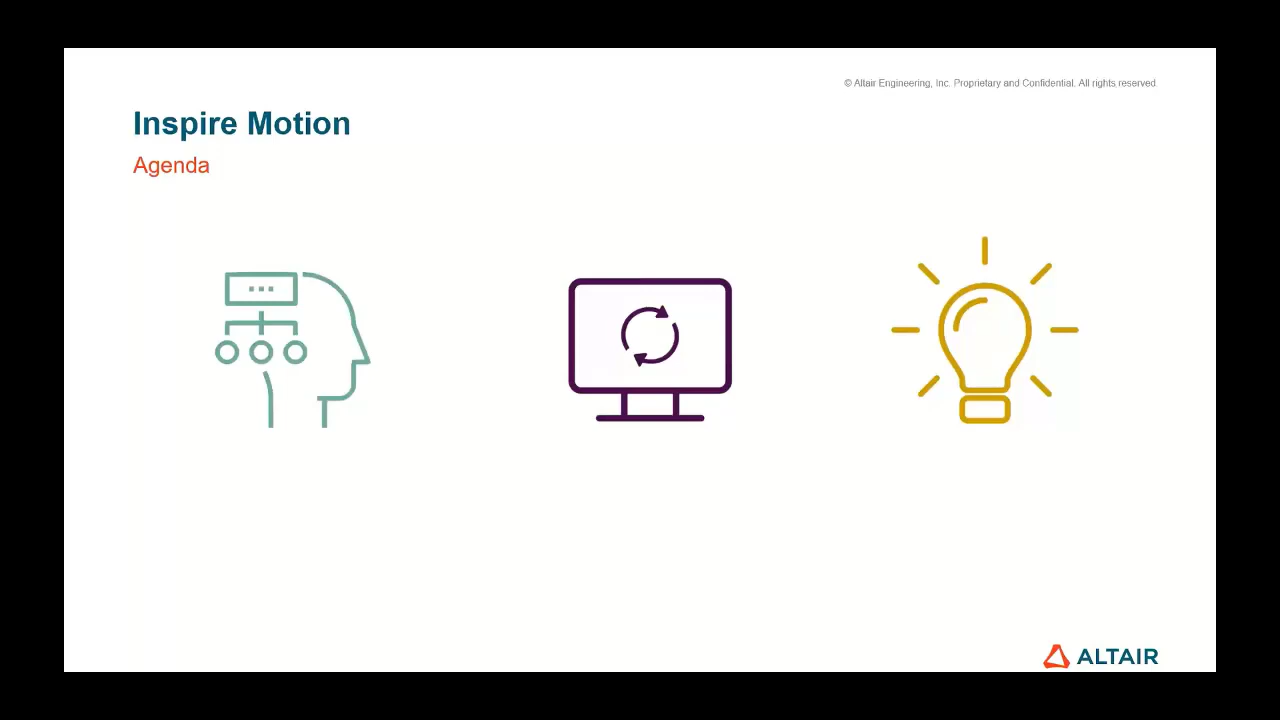 © Altair Engineering, Inc. Proprietary and Confidential. All rights reserved.
Inspire Motion
Agenda
ALTAIR